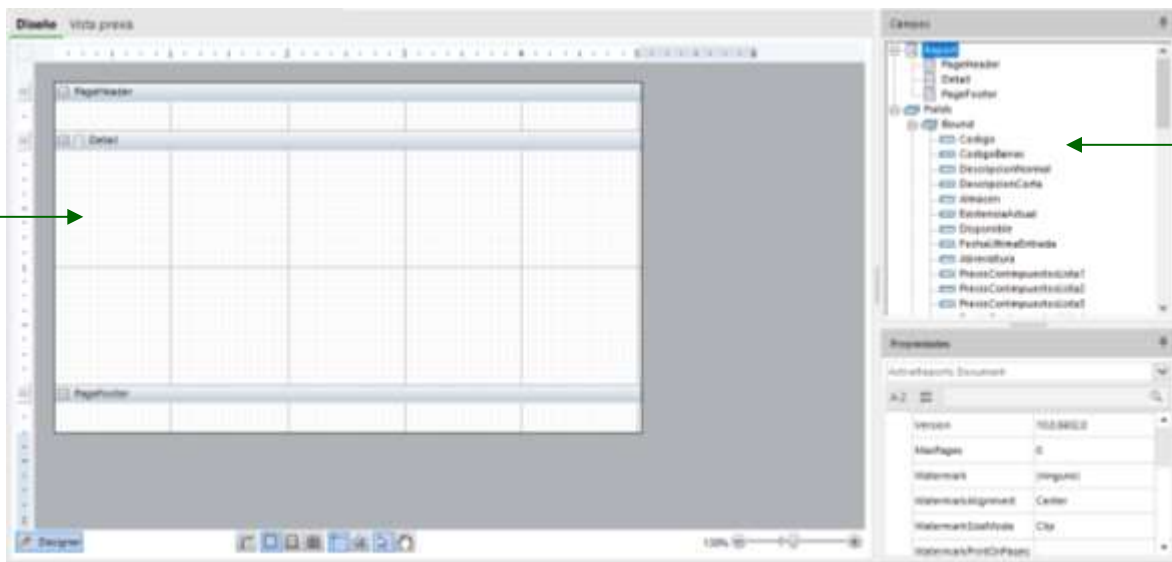 Diseño Vista previa
PageHeader
Detail
PageFooter
Designer
Campos
Report
PageHeader
Detail
PageFooter
Fields
Bound
Codigo
CodigoBarras
DescripcionNormal
DescripcionCorta
Almacen
ExistenciaActual
Disponible
FechaUltimaEntrada
Abreviatura
PrecioConImpuestosLista1
PrecioConImpuestosLista2
PrecioConImpuestosLista3
Propiedades
ActiveReports Document
A-Z
Version
MaxPages 0
Watermark (ninguno)
WatermarkAlignment Center
WatermarkSizeMode Clip
WatermarkPrintOnPages